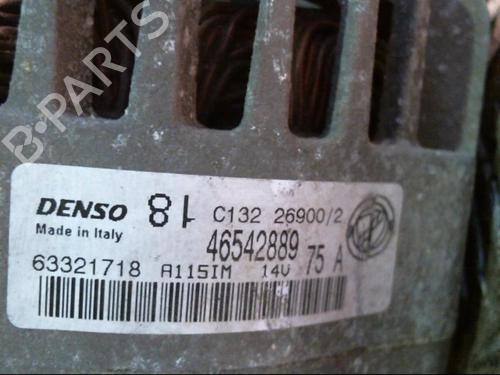 B-PARTS
DENSO 81 C132 26900/2
Made in Italy 46542889 75 A
63321718 A115IM 14V